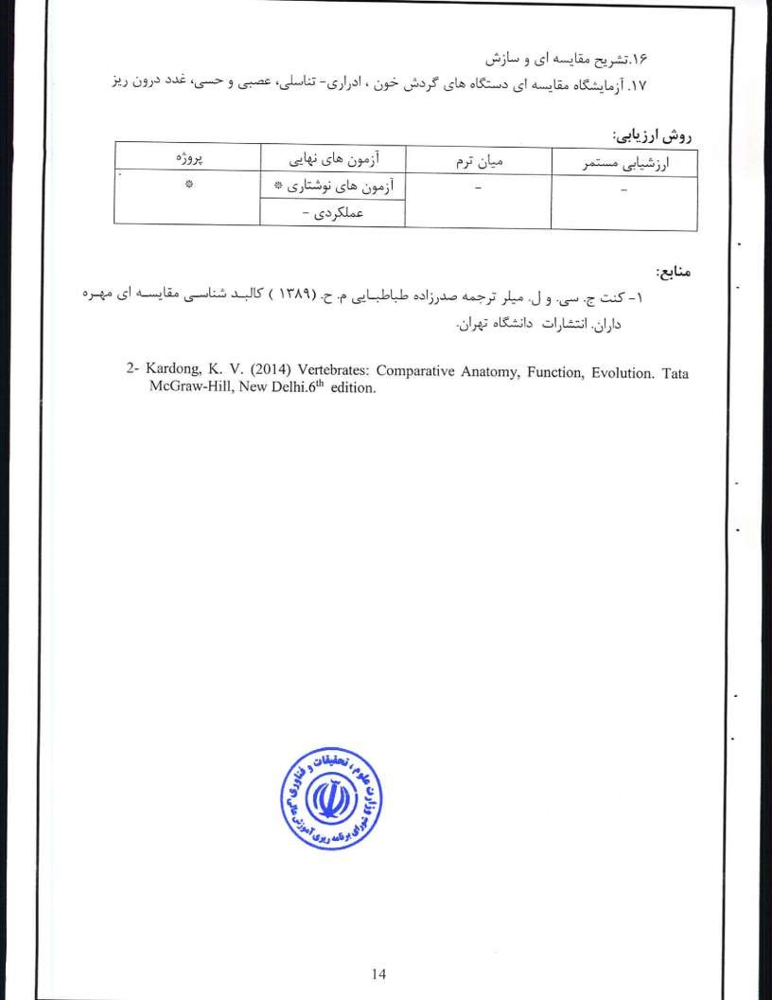 ۱۶.تشریح مقایسه ای و سازش
۱۷. آزمایشگاه مقایسه ای دستگاه های گردش خون ، ادراری- تناسلی، عصبی و حسی، غدد درون ریز
روش ارزیابی:
ارزشیابی مستمر میان ترم آزمون های نهایی پروژه
- - آزمون های نوشتاری * *
عملکردی -
منابع:
۱- کنت ج. سی. و ل. میلر ترجمه صدرزاده طباطبایی م. ح. (۱۳۸۹ ) کالبد شناسی مقایسه ای مهره
داران. انتشارات دانشگاه تهران.
2- Kardong, K. V. (2014) Vertebrates: Comparative Anatomy, Function, Evolution. Tata
McGraw-Hill, New Delhi.6th edition.
وزارت علوم، تحقیقات و فناوری
شورای برنامه ریزی آموزش عالی
14